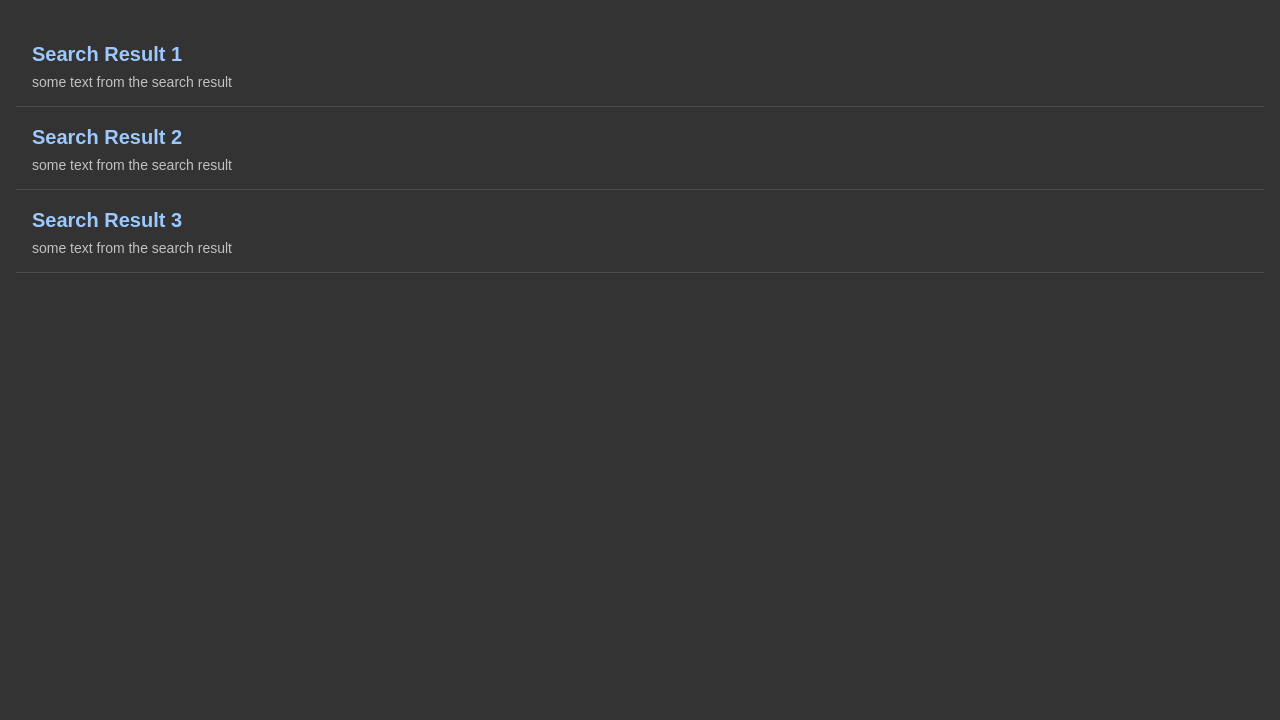 Search Result 1
some text from the search result
Search Result 2
some text from the search result
Search Result 3
some text from the search result